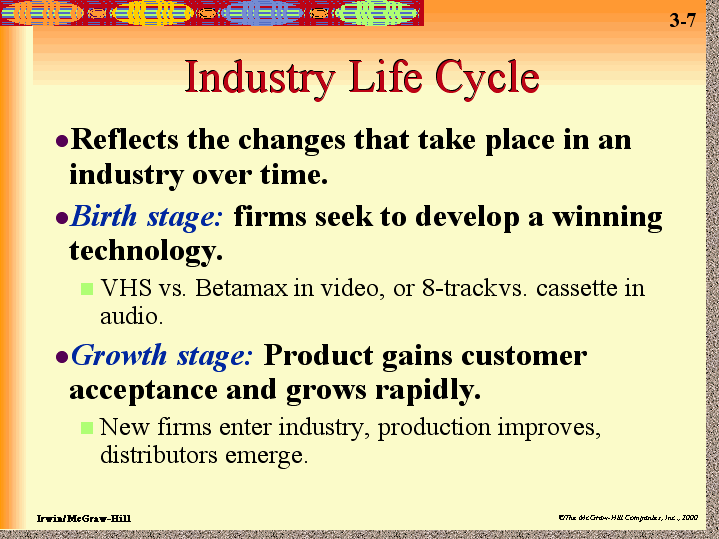 3-7
Industry Life Cycle
Reflects the changes that take place in an
industry over time.
Birth stage: firms seek to develop a winning
technology.
VHS vs. Betamax in video, or 8-trackvs. cassette in
audio.
Growth stage: Product gains customer
acceptance and grows rapidly.
New firms enter industry, production improves,
distributors emerge.
Irwin/McGraw-Hill
©The McGraw-Hill Companies, Inc., 2000